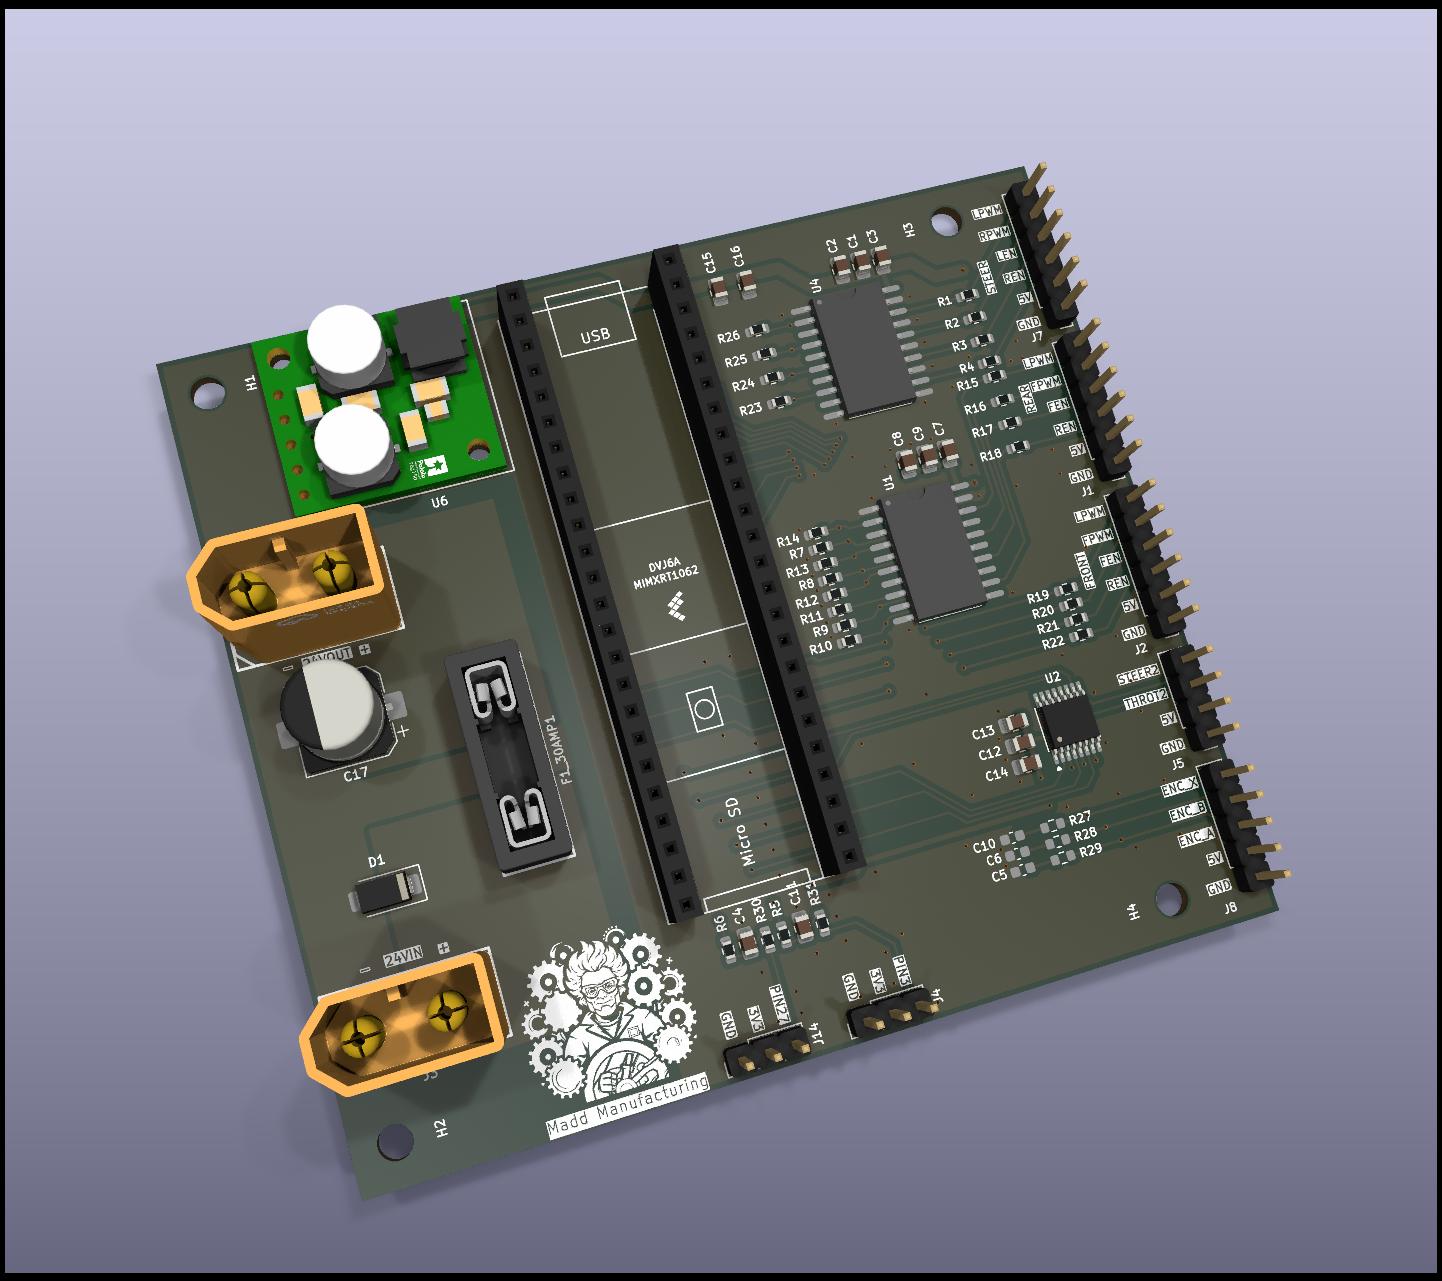 H1
U6
24VOUT
- +
C17
F1_30AMP1
D1
24VIN
- +
H2
Madd Manufacturing
USB
DVJ6A
MIMXRT1062
Micro SD
R6
C4
R30
R5
C11
R31
GND
3V3
PIN27
J14
GND
3V3
PIN3
J4
C15
C16
C2
C1
C3
H3
U4
R26
R25
R24
R23
R1
R2
R3
R4
R15
R16
R17
R18
C8
C9
C7
U1
R14
R7
R13
R8
R12
R11
R9
R10
R19
R20
R21
R22
U2
C13
C12
C14
R27
R28
R29
C10
C6
C5
H4
STEER
LPWM
RPWM
LEN
REN
5V
GND
J7
REAR
LPWM
FPWM
FEN
REN
5V
GND
J1
FRONT
LPWM
FPWM
FEN
REN
5V
GND
J2
STEER2
THROT2
5V
GND
J5
ENC_X
ENC_B
ENC_A
5V
GND
J8